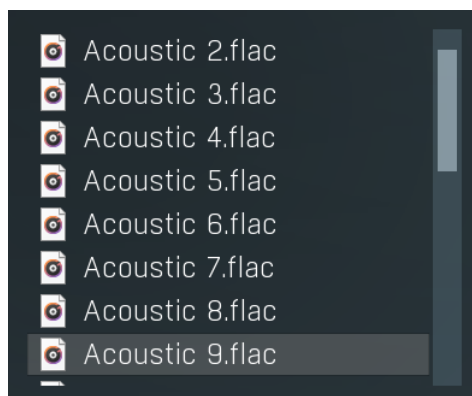 Acoustic 2.flac
Acoustic 3.flac
Acoustic 4.flac
Acoustic 5.flac
Acoustic 6.flac
Acoustic 7.flac
Acoustic 8.flac
Acoustic 9.flac